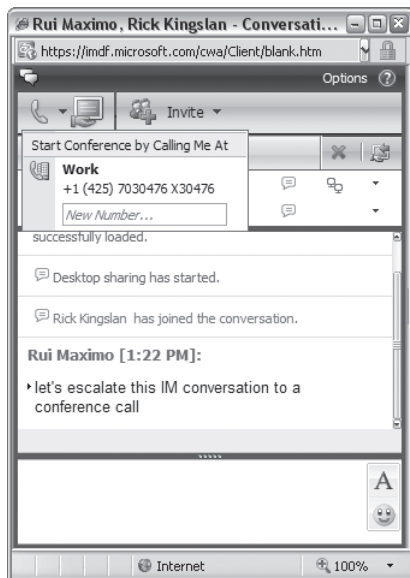 Rui Maximo, Rick Kingslan - Conversati...
https://imdf.microsoft.com/cwa/Client/blank.htm
Options
Invite
Start Conference by Calling Me At
Work
+1 (425) 7030476 X30476
New Number...
successfully loaded.
Desktop sharing has started.
Rick Kingslan has joined the conversation.
Rui Maximo [1:22 PM]:
let's escalate this IM conversation to a
conference call
A
Internet
100%